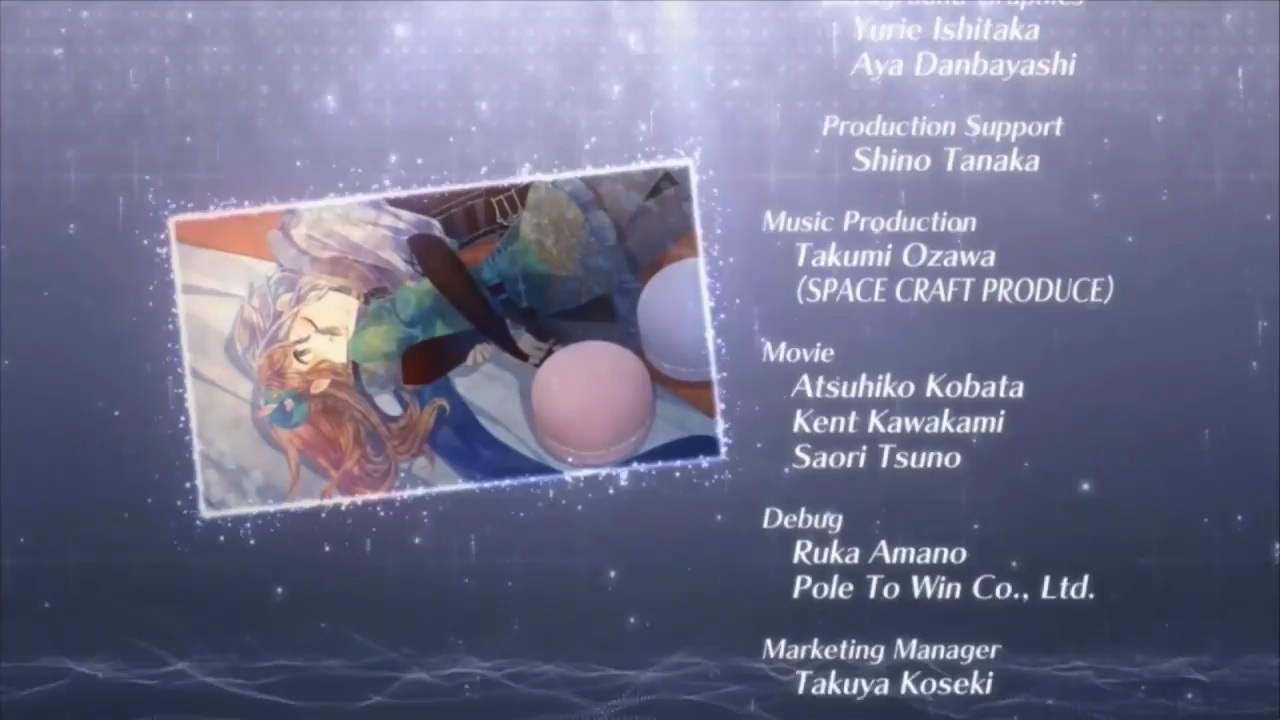 Yurie Ishitaka
Aya Danbayashi
Production Support
Shino Tanaka
Music Production
Takumi Ozawa
(SPACE CRAFT PRODUCE)
Movie
Atsuhiko Kobata
Kent Kawakami
Saori Tsuno
Debug
Ruka Amano
Pole To Win Co., Ltd.
Marketing Manager
Takuya Koseki